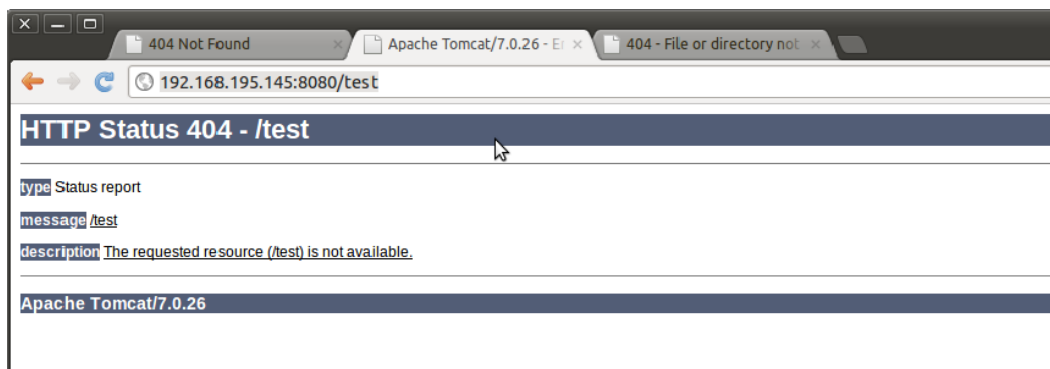 404 Not Found
Apache Tomcat/7.0.26 - Er
404 - File or directory not
192.168.195.145:8080/test
HTTP Status 404 - /test
type Status report
message /test
description The requested resource (/test) is not available.
Apache Tomcat/7.0.26